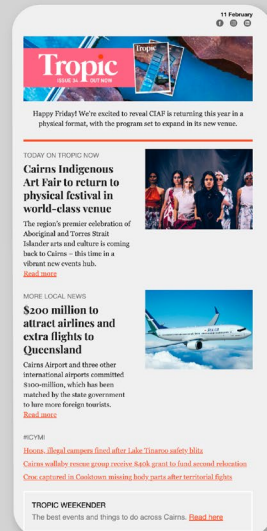 11 February
Tropic
ISSUE 34 OUT NOW
Tropic
Happy Friday! We're excited to reveal CIAF is returning this year in a
physical format, with the program set to expand in its new venue.
TODAY ON TROPIC NOW
Cairns Indigenous
Art Fair to return to
physical festival in
world-class venue
The region's premier celebration of
Aboriginal and Torres Strait
Islander arts and culture is coming
back to Cairns – this time in a
vibrant new events hub.
Read more
MORE LOCAL NEWS
$200 million to
attract airlines and
extra flights to
Queensland
Cairns Airport and three other
international airports committed
$100-million, which has been
matched by the state government
to lure more foreign tourists.
Read more
#ICYMI
Hoons, illegal campers fined after Lake Tinaroo safety blitz
Cairns wallaby rescue group receive $40k grant to fund second relocation
Croc captured in Cooktown missing body parts after territorial fights
TROPIC WEEKENDER
The best events and things to do across Cairns. Read here